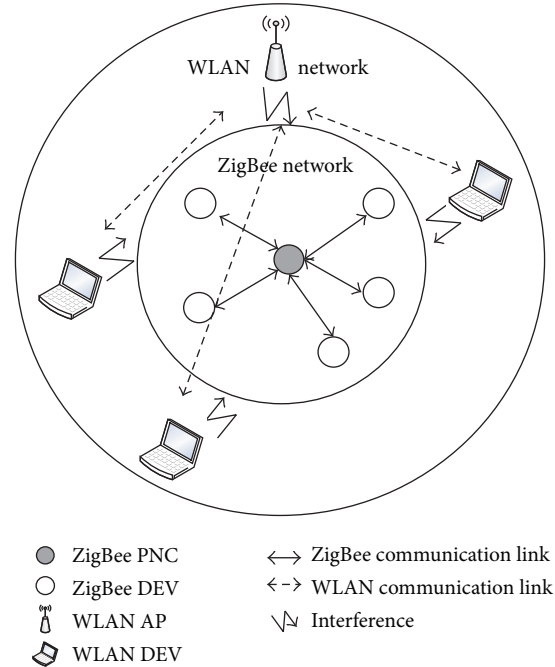 WLAN network
ZigBee network
ZigBee PNC
ZigBee DEV
WLAN AP
WLAN DEV
ZigBee communication link
WLAN communication link
Interference